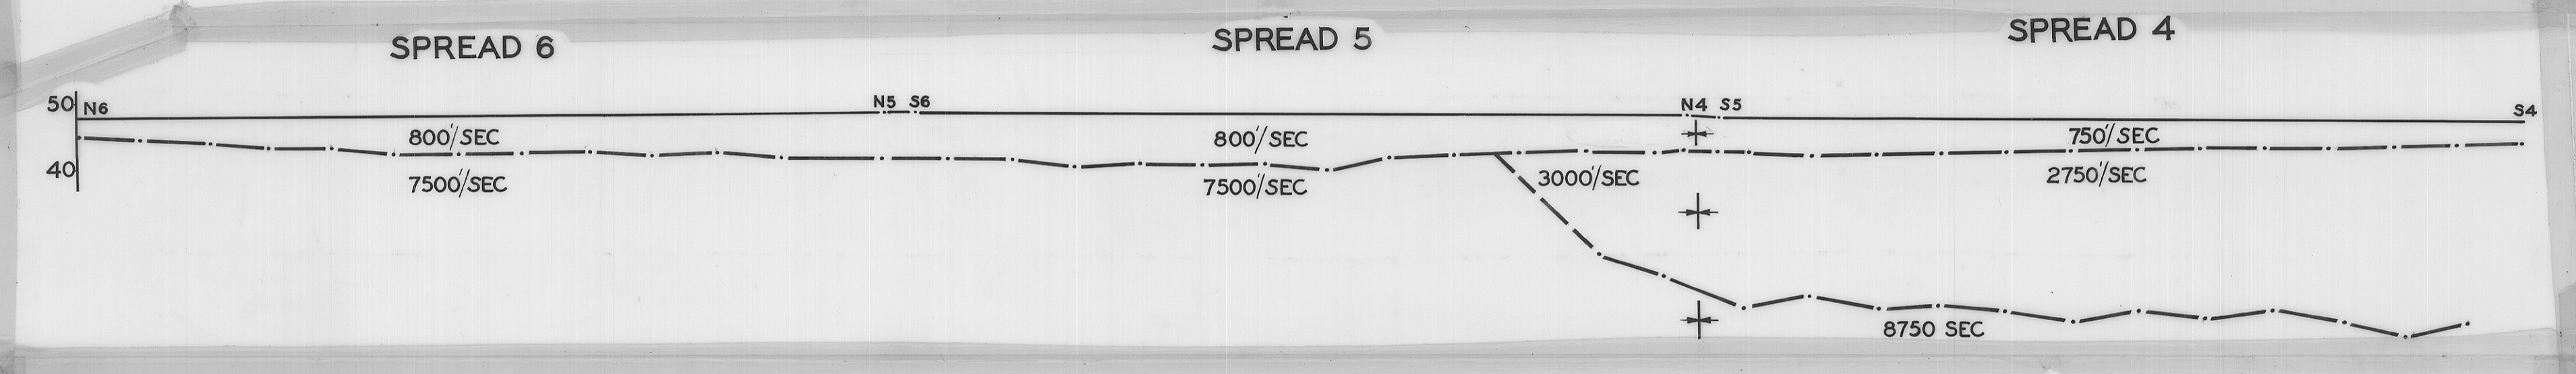 SPREAD 6 SPREAD 5 SPREAD 4
50 N6 N5 S6 N4 S5 S4
800'/SEC 800'/SEC 750'/SEC
40 7500'/SEC 7500'/SEC 3000'/SEC 2750'/SEC
8750 SEC